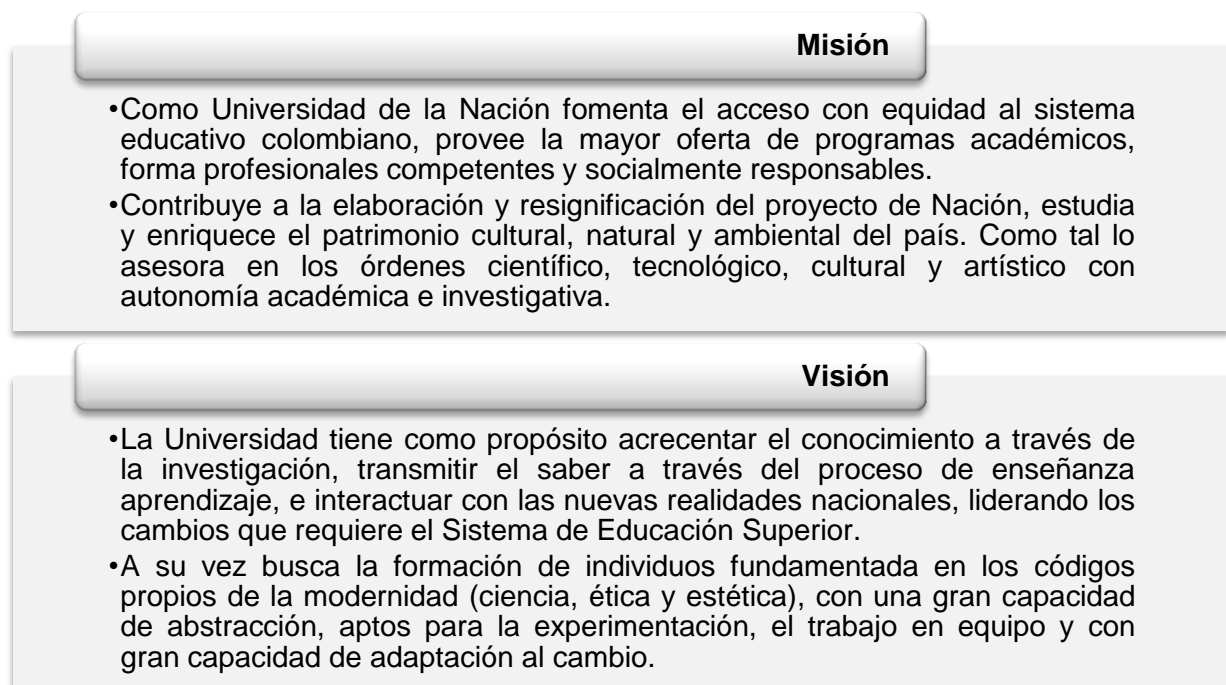 Misión
•Como Universidad de la Nación fomenta el acceso con equidad al sistema
educativo colombiano, provee la mayor oferta de programas académicos,
forma profesionales competentes y socialmente responsables.
•Contribuye a la elaboración y resignificación del proyecto de Nación, estudia
y enriquece el patrimonio cultural, natural y ambiental del país. Como tal lo
asesora en los órdenes científico, tecnológico, cultural y artístico con
autonomía académica e investigativa.
Visión
•La Universidad tiene como propósito acrecentar el conocimiento a través de
la investigación, transmitir el saber a través del proceso de enseñanza
aprendizaje, e interactuar con las nuevas realidades nacionales, liderando los
cambios que requiere el Sistema de Educación Superior.
•A su vez busca la formación de individuos fundamentada en los códigos
propios de la modernidad (ciencia, ética y estética), con una gran capacidad
de abstracción, aptos para la experimentación, el trabajo en equipo y con
gran capacidad de adaptación al cambio.